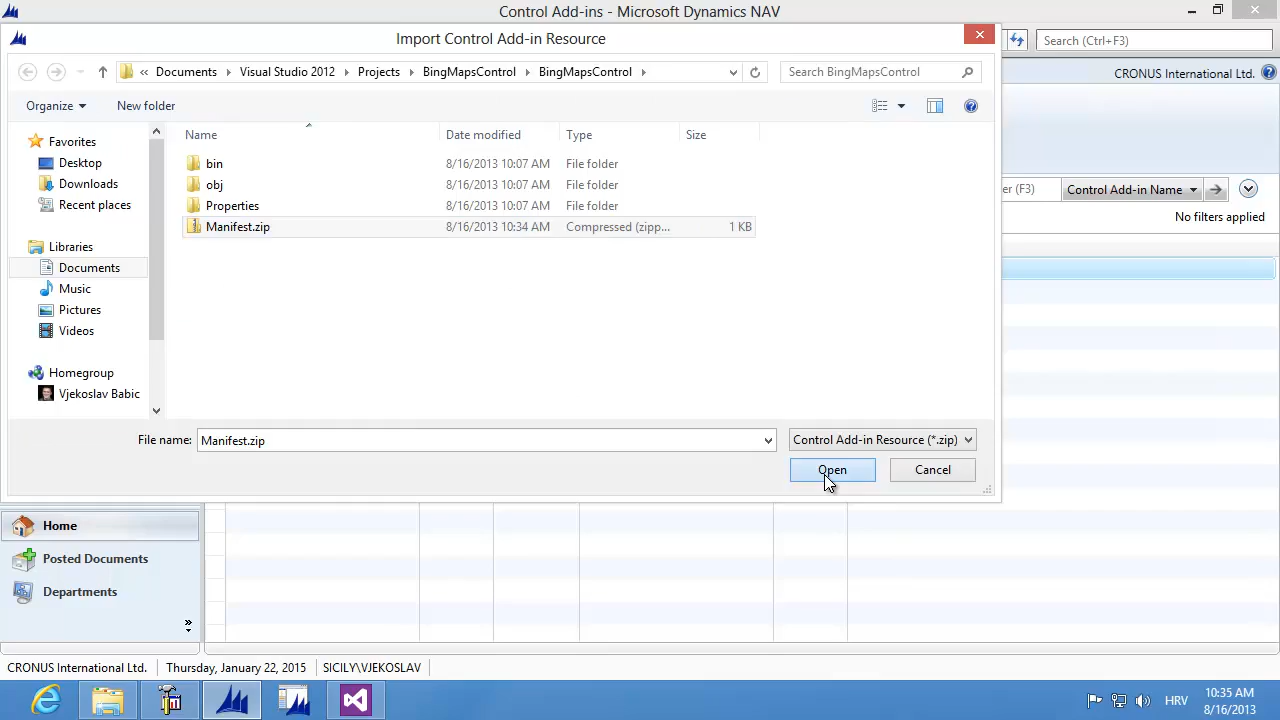 Control Add-ins - Microsoft Dynamics NAV
Import Control Add-in Resource
« Documents Visual Studio 2012 Projects BingMapsControl BingMapsControl
Search BingMapsControl
Search (Ctrl+F3)
CRONUS International Ltd.
Organize New folder
Name Date modified Type Size
Favorites
Desktop
Downloads
Recent places
Libraries
Documents
Music
Pictures
Videos
Homegroup
Vjekoslav Babic
bin 8/16/2013 10:07 AM File folder
obj 8/16/2013 10:07 AM File folder
Properties 8/16/2013 10:07 AM File folder
Manifest.zip 8/16/2013 10:34 AM Compressed (zipp... 1 KB
er (F3) Control Add-in Name
No filters applied
File name: Manifest.zip Control Add-in Resource (*.zip)
Open Cancel
Home
Posted Documents
Departments
CRONUS International Ltd. Thursday, January 22, 2015 SICILY\VJEKOSLAV
HRV
10:35 AM
8/16/2013